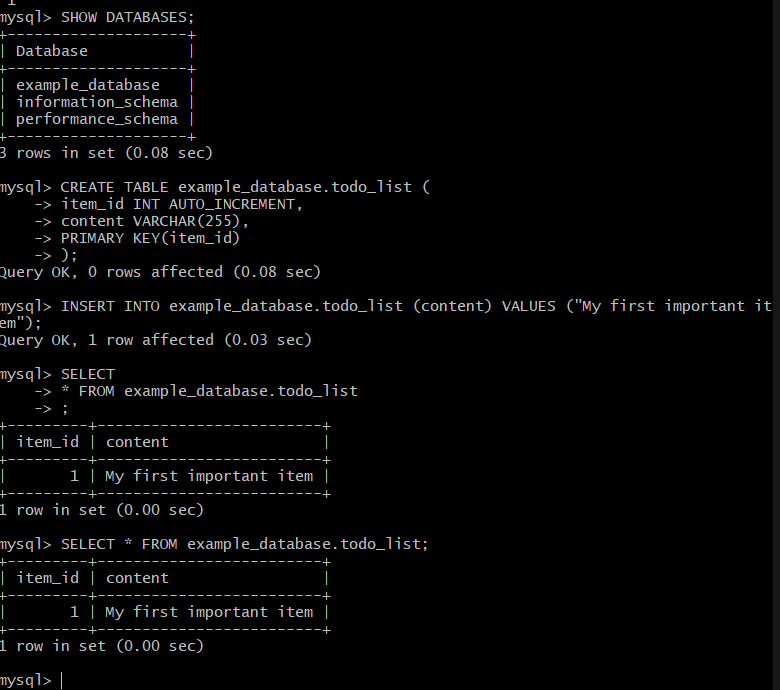 mysql> SHOW DATABASES;
+--------------------+
| Database           |
+--------------------+
| example_database   |
| information_schema |
| performance_schema |
+--------------------+
3 rows in set (0.08 sec)
mysql> CREATE TABLE example_database.todo_list (
    -> item_id INT AUTO_INCREMENT,
    -> content VARCHAR(255),
    -> PRIMARY KEY(item_id)
    -> );
Query OK, 0 rows affected (0.08 sec)
mysql> INSERT INTO example_database.todo_list (content) VALUES ("My first important it
em");
Query OK, 1 row affected (0.03 sec)
mysql> SELECT
    -> * FROM example_database.todo_list
    -> ;
+---------+-------------------------+
| item_id | content                 |
+---------+-------------------------+
|       1 | My first important item |
+---------+-------------------------+
1 row in set (0.00 sec)
mysql> SELECT * FROM example_database.todo_list;
+---------+-------------------------+
| item_id | content                 |
+---------+-------------------------+
|       1 | My first important item |
+---------+-------------------------+
1 row in set (0.00 sec)
mysql>